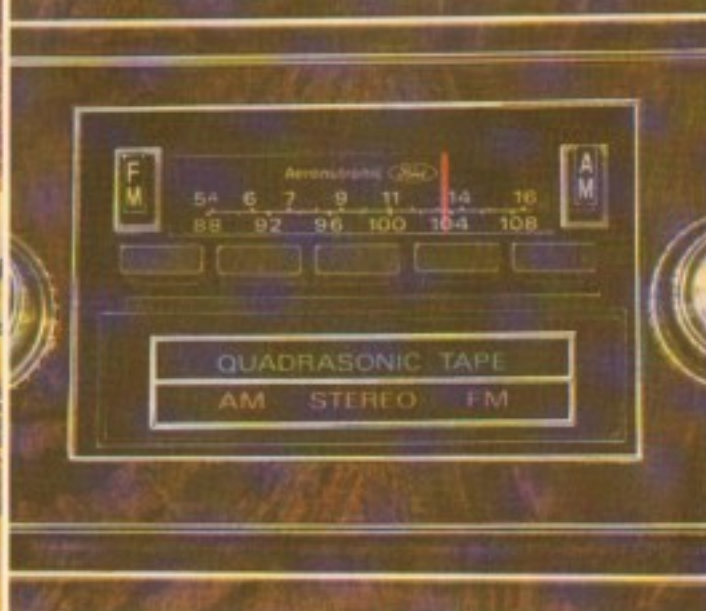 FM
AM
Aeronutronic Ford
54 6 7 9 11 14 16
88 92 96 100 104 108
QUADRASONIC TAPE
AM STEREO FM